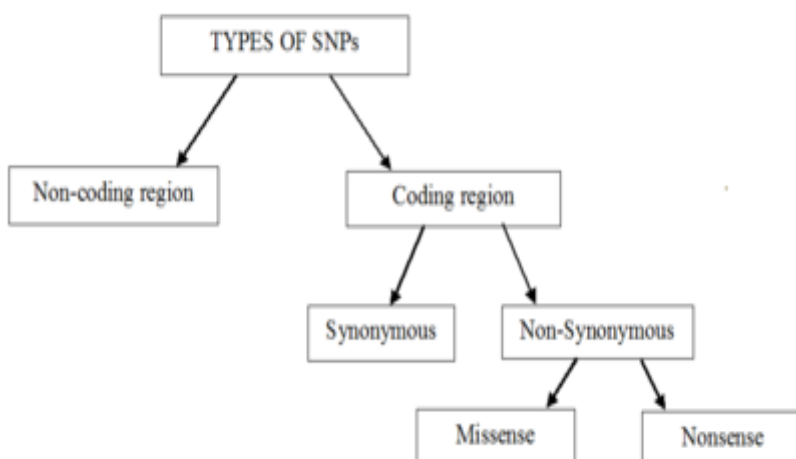 TYPES OF SNPs
Non-coding region
Coding region
Synonymous
Non-Synonymous
Missense
Nonsense